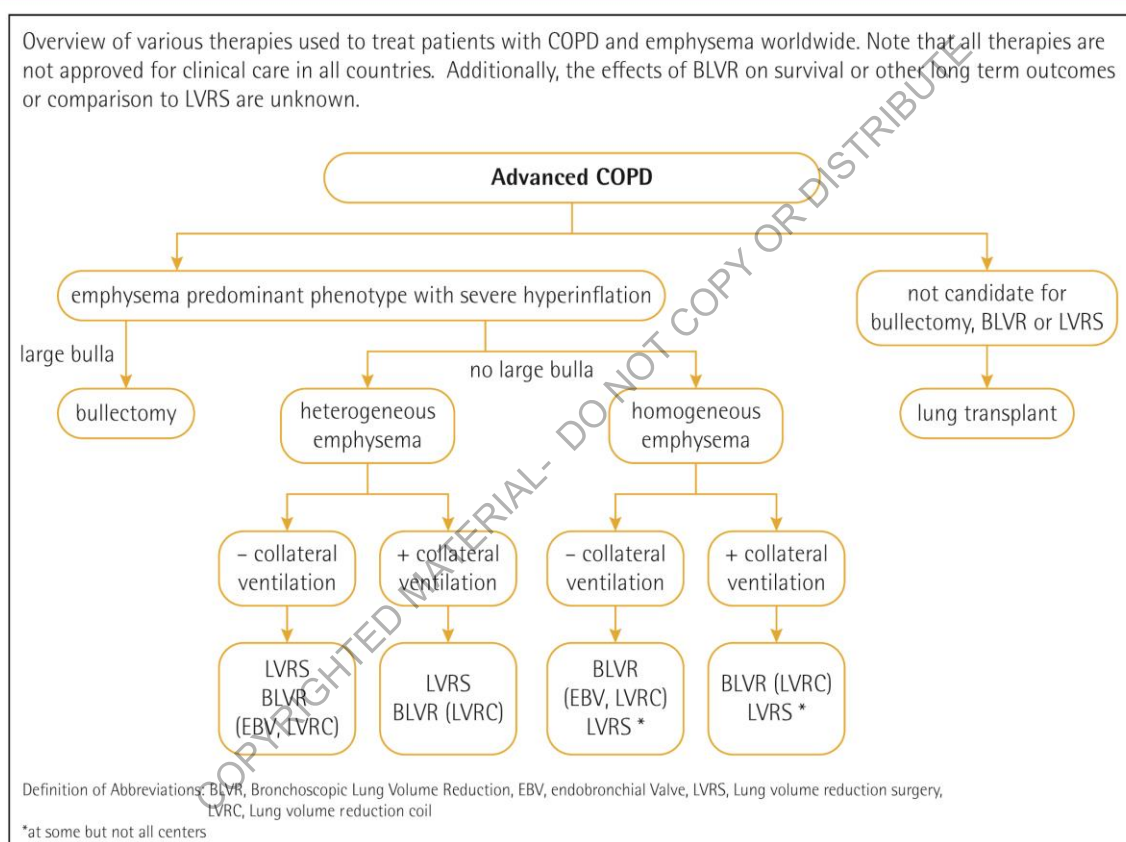 Overview of various therapies used to treat patients with COPD and emphysema worldwide. Note that all therapies are
not approved for clinical care in all countries.  Additionally, the effects of BLVR on survival or other long term outcomes
or comparison to LVRS are unknown.
Advanced COPD
emphysema predominant phenotype with severe hyperinflation
not candidate for
bullectomy, BLVR or LVRS
large bulla
no large bulla
bullectomy
heterogeneous
emphysema
homogeneous
emphysema
lung transplant
– collateral
ventilation
+ collateral
ventilation
– collateral
ventilation
+ collateral
ventilation
LVRS
BLVR
(EBV, LVRC)
LVRS
BLVR (LVRC)
BLVR
(EBV, LVRC)
LVRS *
BLVR (LVRC)
LVRS *
Definition of Abbreviations: BLVR, Bronchoscopic Lung Volume Reduction, EBV, endobronchial Valve, LVRS, Lung volume reduction surgery,
LVRC, Lung volume reduction coil
*at some but not all centers
COPYRIGHTED MATERIAL- DO NOT COPY OR DISTRIBUTE